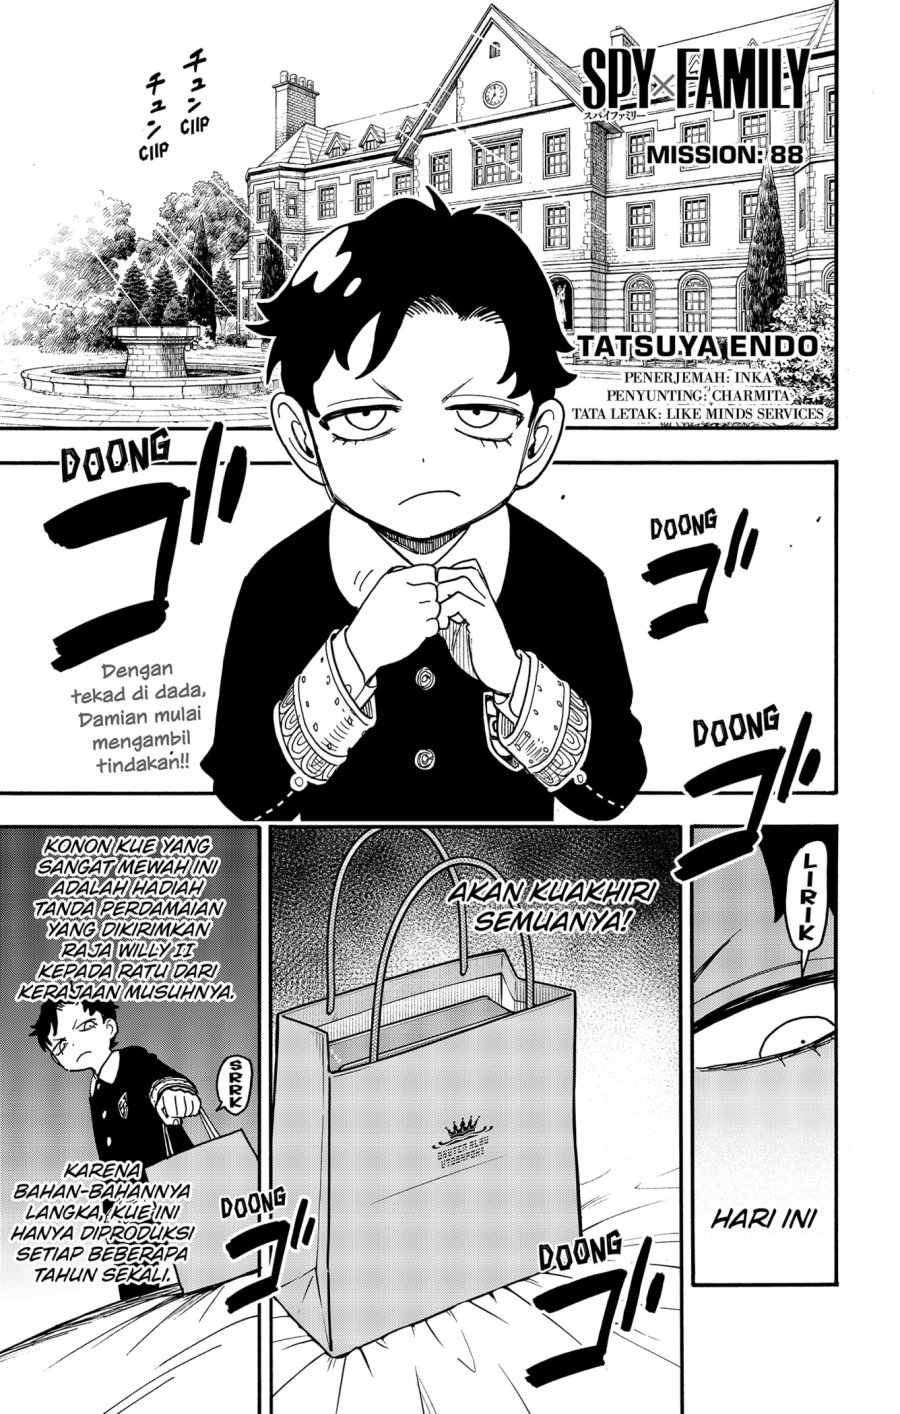 SPY×FAMILY
スパイファミリー
MISSION: 88
チュン
CIIP
チュン
CIIP
TATSUYA ENDO
PENERJEMAH: INKA
PENYUNTING: CHARMITA
TATA LETAK: LIKE MINDS SERVICES
DOONG
ゴ
DOONG
ゴ
Dengan
tekad di dada,
Damian mulai
mengambil
tindakan!!
DOONG
ゴ
LIRIK
HARI INI
AKAN KUAKHIRI
SEMUANYA!
DOONG
ゴ
KONON KUE YANG
SANGAT MEWAH INI
ADALAH HADIAH
TANDA PERDAMAIAN
YANG DIKIRIMKAN
RAJA WILLY II
KEPADA RATU DARI
KERAJAAN MUSUHNYA.
SRRK
KARENA
BAHAN-BAHANNYA
LANGKA, KUE INI
HANYA DIPRODUKSI
SETIAP BEBERAPA
TAHUN SEKALI.
DOONG
ゴ